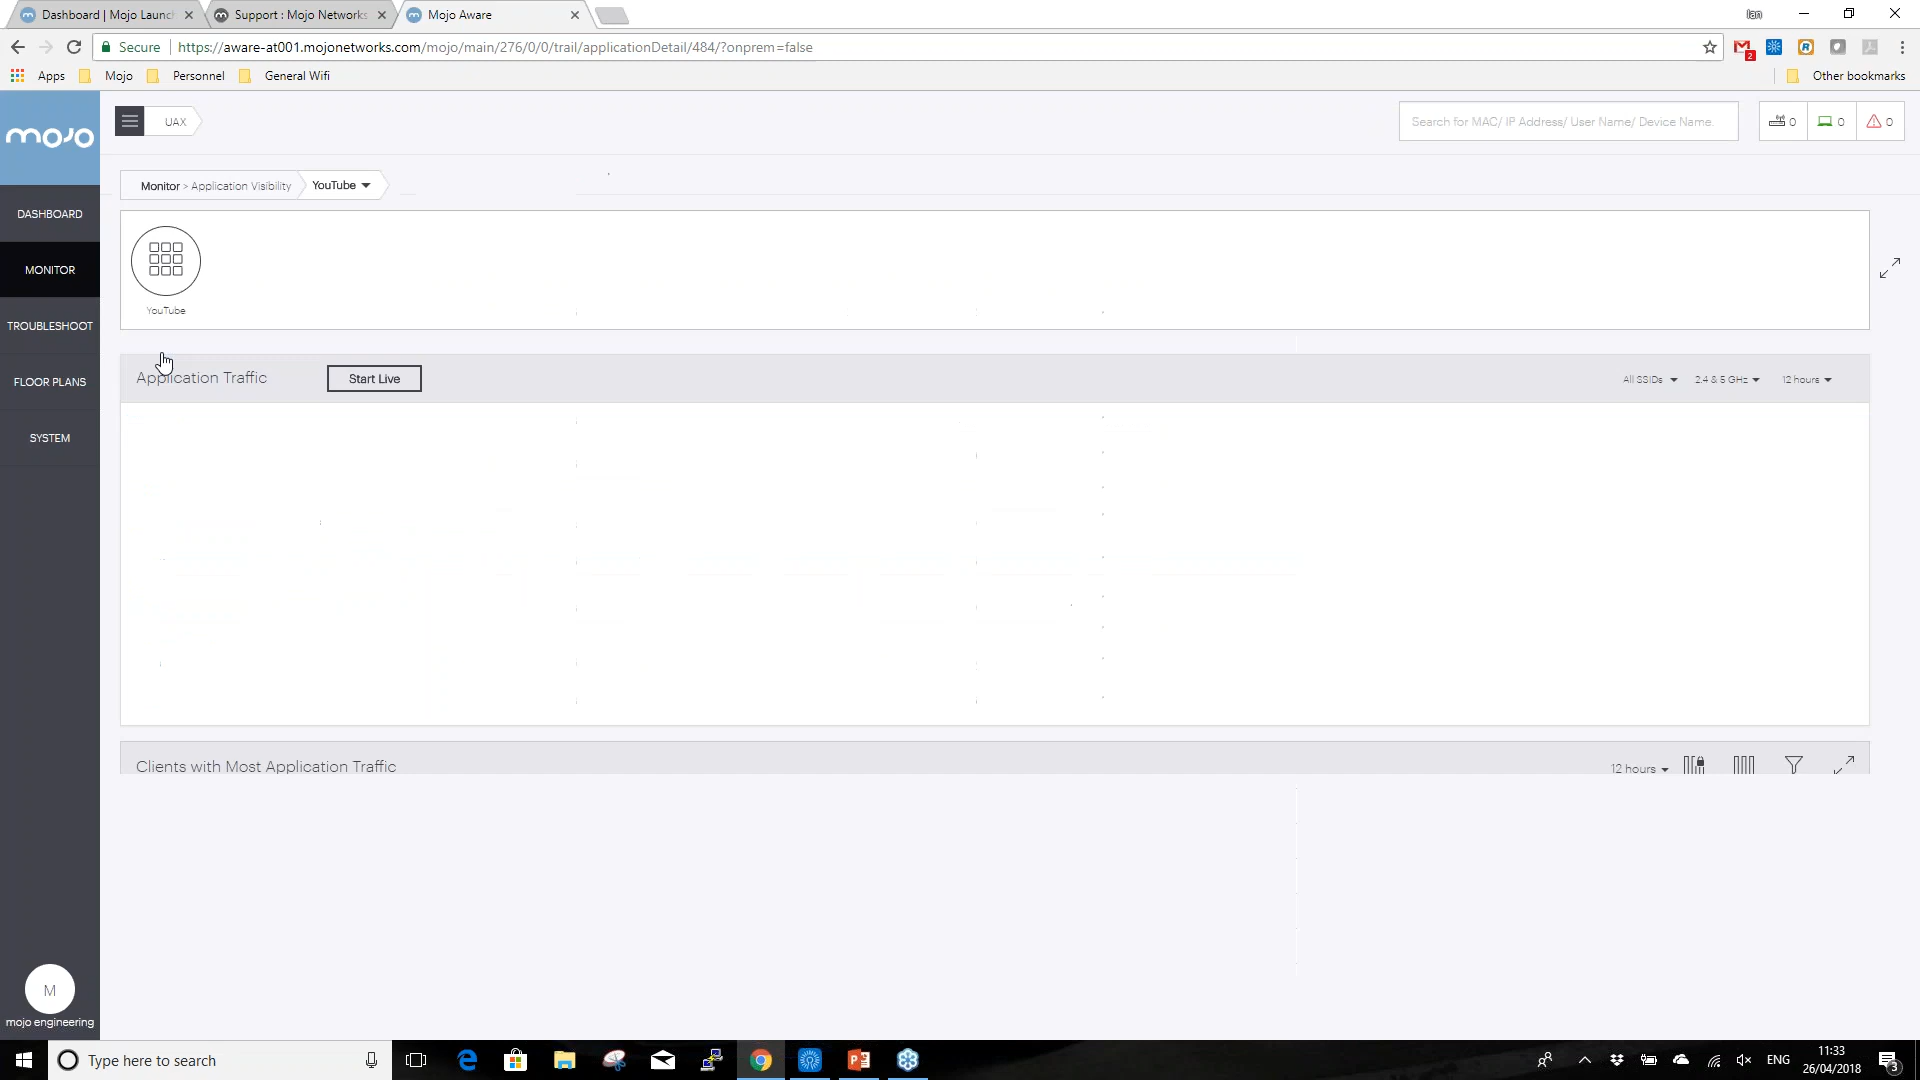 Dashboard | Mojo Launc
Support : Mojo Networks
Mojo Aware
Ian
Secure
https://aware-at001.mojonetworks.com/mojo/main/276/0/0/trail/applicationDetail/484/?onprem=false
2
Apps
Mojo
Personnel
General Wifi
Other bookmarks
mojo
UAX
Search for MAC/ IP Address/ User Name/ Device Name.
0
0
0
Monitor > Application Visibility
YouTube
DASHBOARD
MONITOR
TROUBLESHOOT
FLOOR PLANS
SYSTEM
YouTube
Application Traffic
Start Live
All SSIDs
2.4 & 5 GHz
12 hours
Clients with Most Application Traffic
12 hours
M
mojo engineering
Type here to search
ENG
11:33
26/04/2018
3